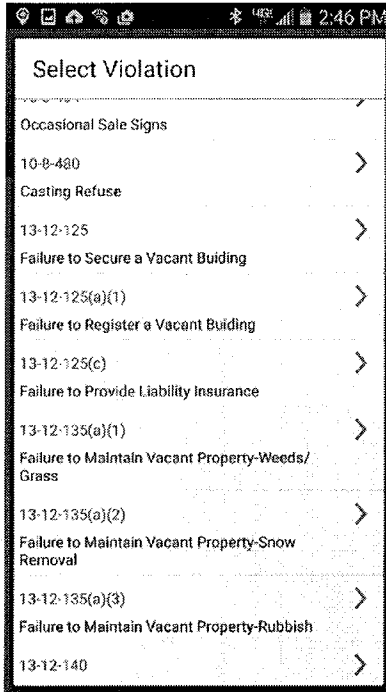 2:46 PM
Select Violation
Occasional Sale Signs
10-8-480
Casting Refuse
13-12-125
Failure to Secure a Vacant Buiding
13-12-125(a)(1)
Failure to Register a Vacant Buiding
13-12-125(c)
Failure to Provide Liability Insurance
13-12-135(a)(1)
Failure to Maintain Vacant Property-Weeds/
Grass
13-12-135(a)(2)
Failure to Maintain Vacant Property-Snow
Removal
13-12-135(a)(3)
Failure to Maintain Vacant Property-Rubbish
13-12-140